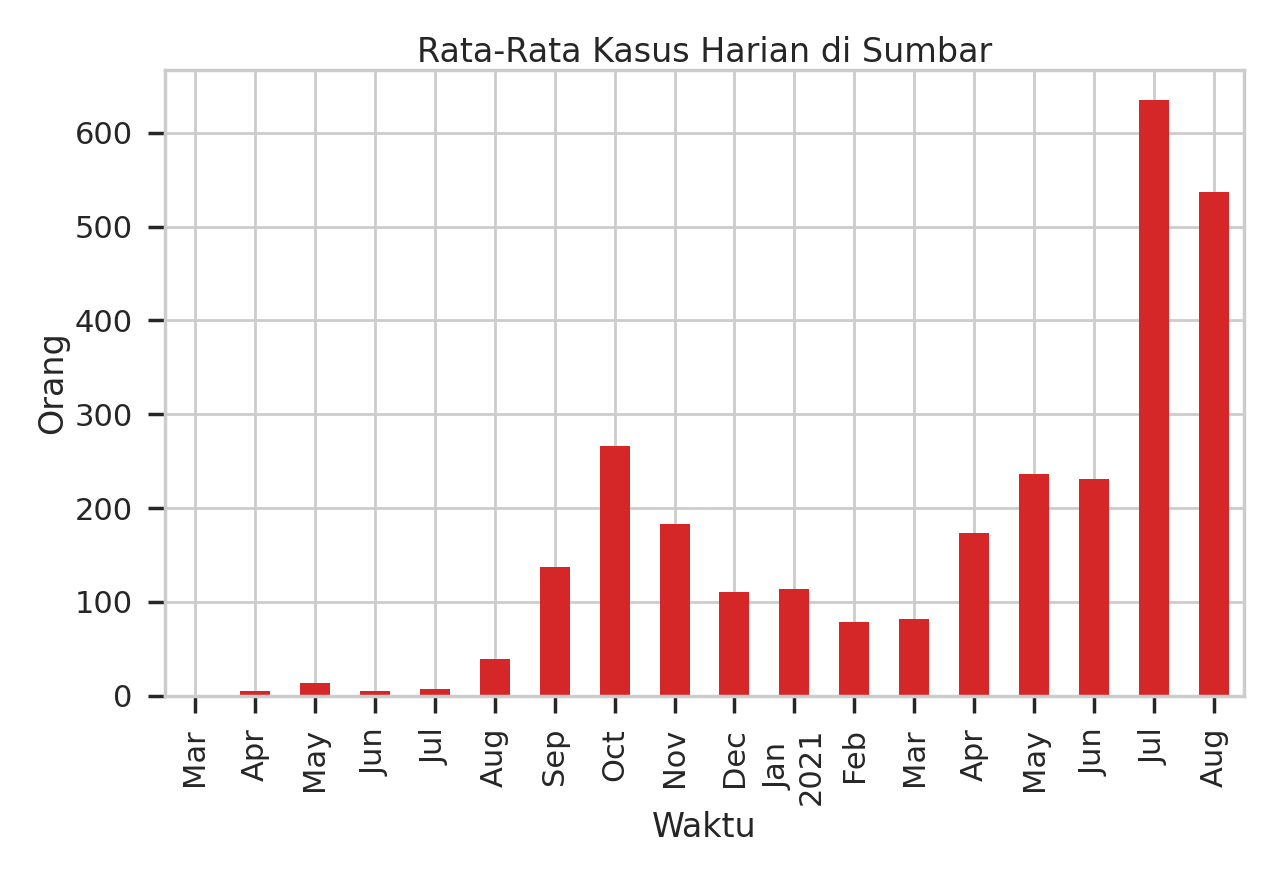 Rata-Rata Kasus Harian di Sumbar
600
500
400
300
200
100
0
Orang
Mar
Apr
May
Jun
Jul
Aug
Sep
Oct
Nov
Dec
Jan
2021
Feb
Mar
Apr
May
Jun
Jul
Aug
Waktu